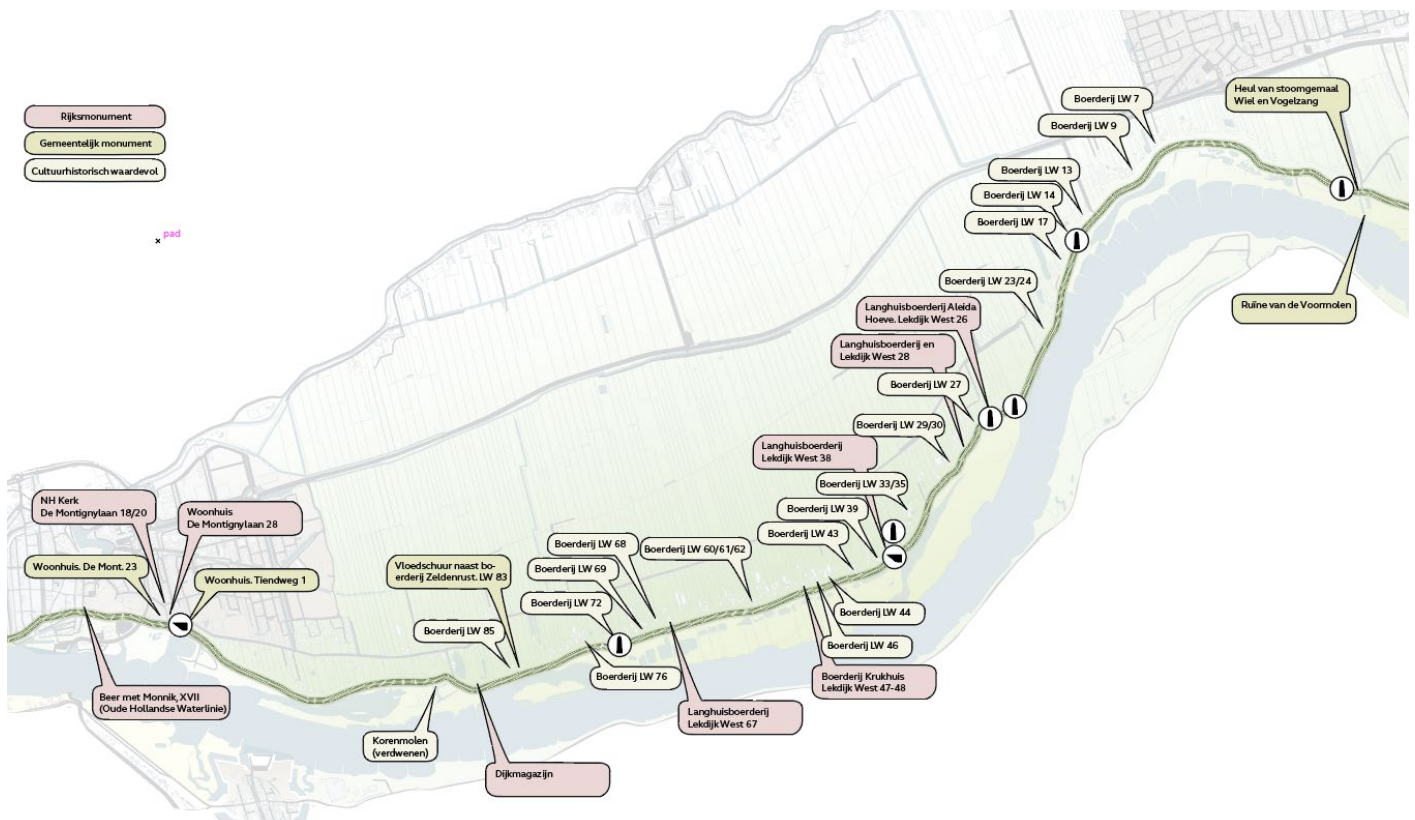 Rijksmonument
Gemeentelijk monument
Cultuurhistorisch waardevol
pad
Heul van stoomgemaal
Wiel en Vogelzang
Boerderij LW 7
Boerderij LW 9
Boerderij LW 13
Boerderij LW 14
Boerderij LW 17
Boerderij LW 23/24
Ruïne van de Voormolen
Langhuisboerderij Aleida
Hoeve. Lekdijk West 26
Langhuisboerderij en
Lekdijk West 28
Boerderij LW 27
Boerderij LW 29/30
Langhuisboerderij
Lekdijk West 38
Boerderij LW 33/35
Boerderij LW 39
Boerderij LW 43
NH Kerk
De Montignylaan 18/20
Woonhuis
De Montignylaan 28
Woonhuis. De Mont. 23
Woonhuis. Tiendweg 1
Vloedschuur naast bo-
erderij Zeldenrust. LW 83
Boerderij LW 68
Boerderij LW 69
Boerderij LW 72
Boerderij LW 60/61/62
Boerderij LW 85
Boerderij LW 44
Boerderij LW 46
Boerderij Krukhuis
Lekdijk West 47-48
Boerderij LW 76
Beer met Monnik, XVII
(Oude Hollandse Waterlinie)
Langhuisboerderij
Lekdijk West 67
Korenmolen
(verdwenen)
Dijkmagazijn